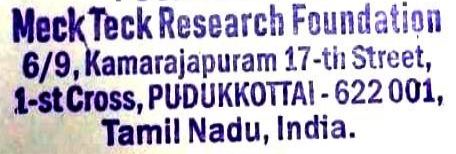 Meck Teck Research Foundation
6/9, Kamarajapuram 17-th Street,
1-st Cross, PUDUKKOTTAI - 622 001,
Tamil Nadu, India.